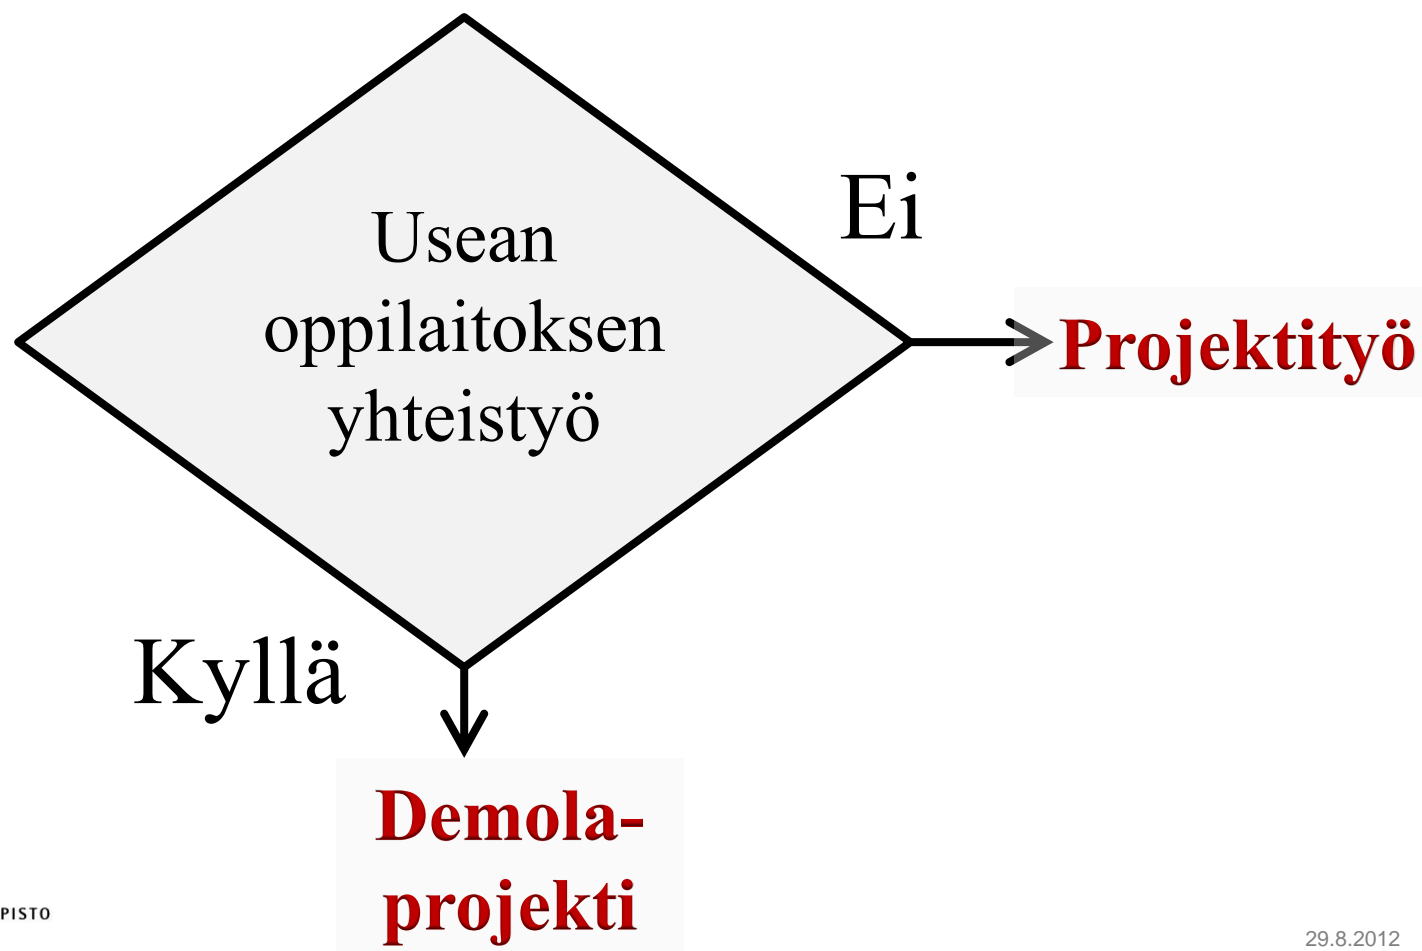 Usean
oppilaitoksen
yhteistyö
Ei
Projektityö
Kyllä
Demola-
projekti
PISTO
29.8.2012